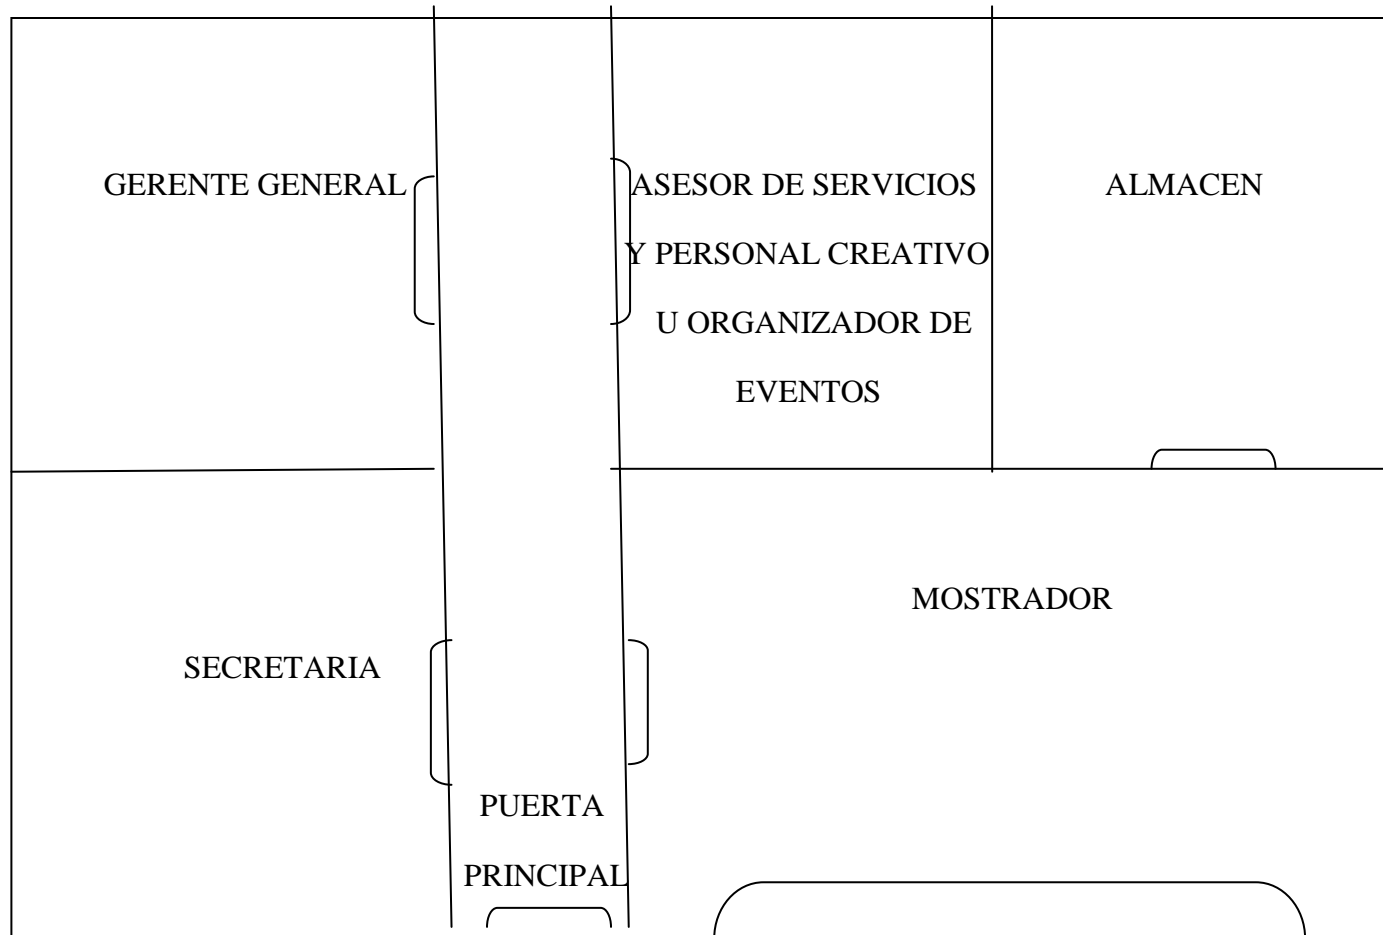 GERENTE GENERAL
ASESOR DE SERVICIOS
Y PERSONAL CREATIVO
U ORGANIZADOR DE
EVENTOS
ALMACEN
SECRETARIA
MOSTRADOR
PUERTA
PRINCIPAL